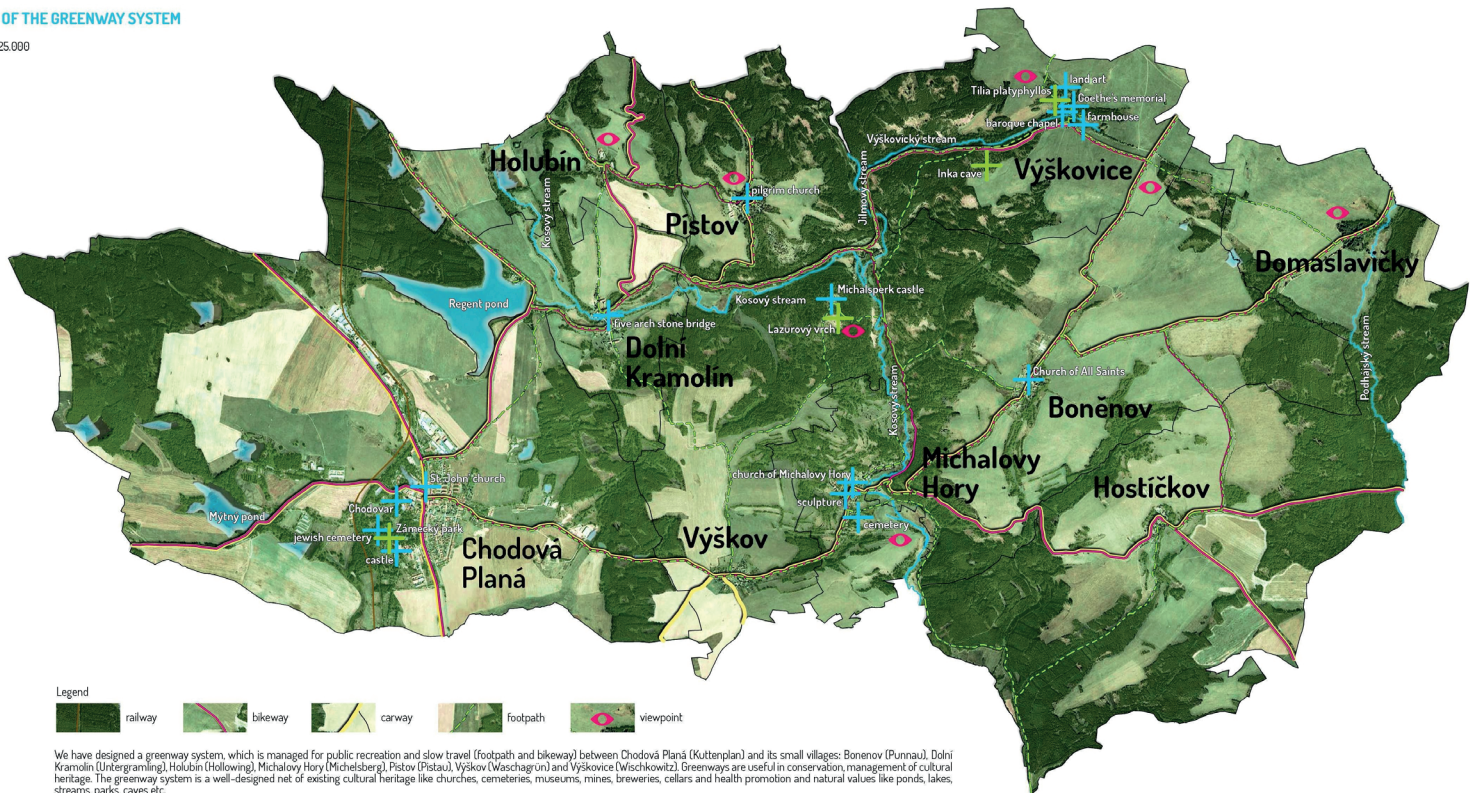 OF THE GREENWAY SYSTEM
25.000
land art
Tilia platyphyllos
Goethe's memorial
baroque chapel
farmhouse
Výškovický stream
Jilmový stream
Inka cave
Výškovice
Holubín
Kosový stream
pilgrim church
Pístov
Domaslavičky
Regent pond
Kosový stream
Michalsperk castle
Lazurový vrch
five arch stone bridge
Dolní
Kramolín
Podhájský stream
Kosový stream
Church of All Saints
Boněnov
Michalovy
Hory
Hostíčkov
church of Michalovy Hory
sculpture
cemetery
St. John church
Chodovar
Zámecky park
jewish cemetery
castle
Mýtný pond
Chodová
Planá
Výškov
Legend
railway
bikeway
carway
footpath
viewpoint
We have designed a greenway system, which is managed for public recreation and slow travel (footpath and bikeway) between Chodová Planá (Kuttenplan) and its small villages: Bonenov (Punnau), Dolní
Kramolín (Untergramling), Holubín (Hollowing), Michalovy Hory (Michelsberg), Pístov (Pistau), Výškov (Waschagrün) and Výškovice (Wischkowitz). Greenways are useful in conservation, management of cultural
heritage. The greenway system is a well-designed net of existing cultural heritage like churches, cemeteries, museums, mines, breweries, cellars and health promotion and natural values like ponds, lakes,
streams, parks, caves etc.